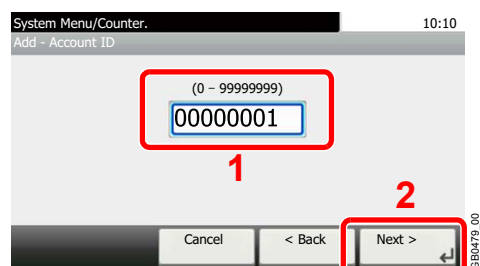 System Menu/Counter. 10:10
Add - Account ID
(0 - 99999999)
00000001
1
2
Cancel < Back Next >
GB0479_00